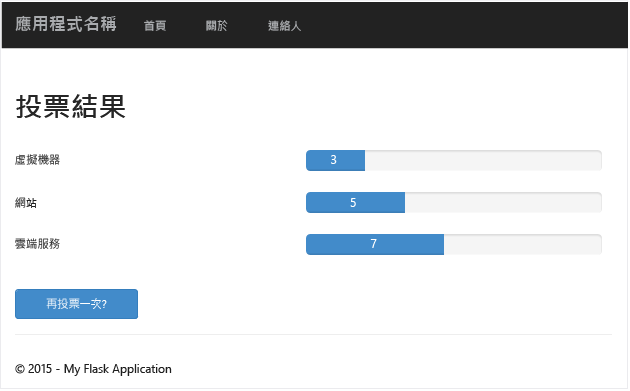 應用程式名稱 首頁 關於 連絡人
投票結果
虛擬機器 3
網站 5
雲端服務 7
再投票一次?
© 2015 - My Flask Application